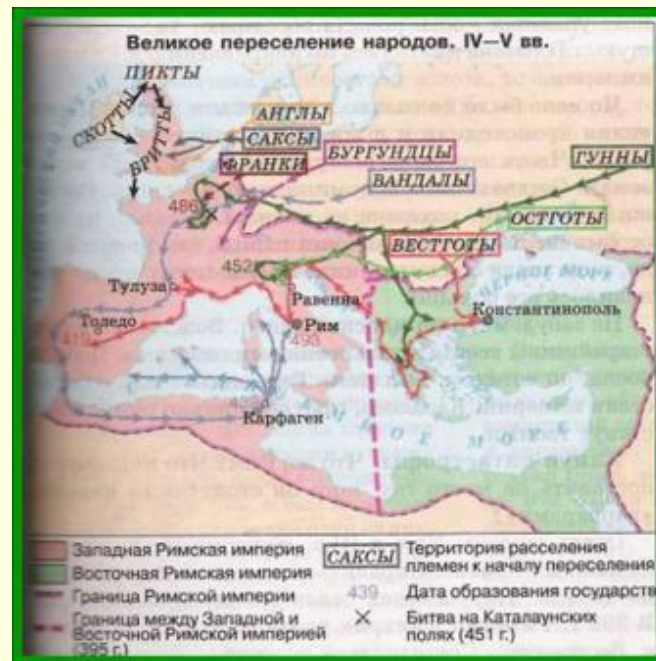 Великое переселение народов. IV—V вв.
ПИКТЫ
СКОТТЫ
БРИТТЫ
АНГЛЫ
САКСЫ
ФРАНКИ
БУРГУНДЦЫ
ВАНДАЛЫ
ГУННЫ
ОСТГОТЫ
ВЕСТГОТЫ
486
452
Тулуза
Равенна
Константинополь
Толедо
Рим
419
493
Карфаген
Западная Римская империя
Восточная Римская империя
Граница Римской империи
Граница между Западной и
Восточной Римской империей
(395 г.)
САКСЫ
Территория расселения
племен к началу переселения
439
Дата образования государств
Битва на Каталаунских
полях (451 г.)